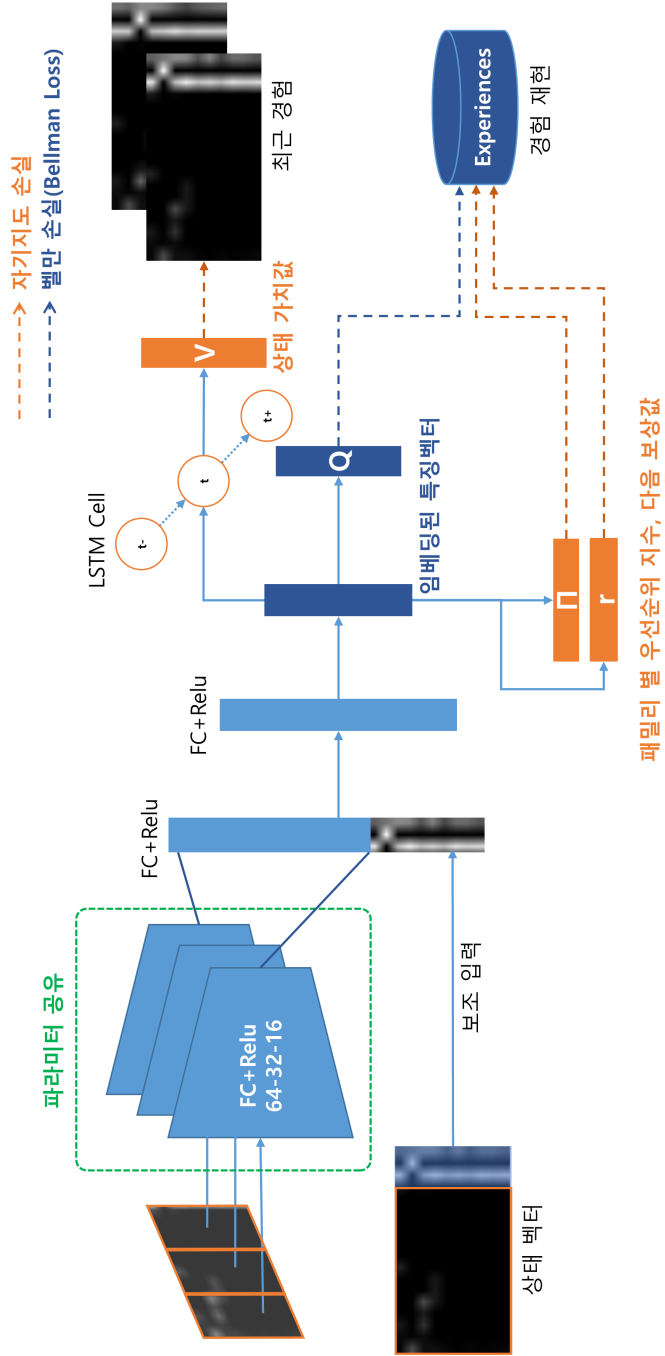 자기지도 손실
벨만 손실(Bellman Loss)
파라미터 공유
FC+Relu
64-32-16
FC+Relu
FC+Relu
LSTM Cell
t-
t
t+
V
상태 가치값
최근 경험
Q
임베딩된 특징벡터
Experiences
경험 재현
상태 벡터
보조 입력
Π
r
패밀리 별 우선순위 지수, 다음 보상값